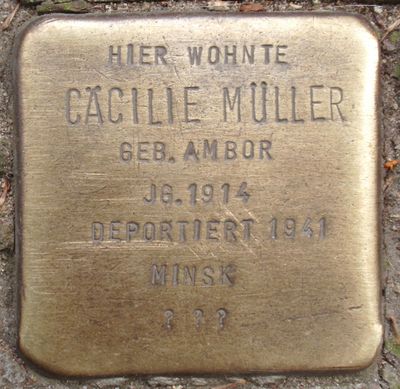 HIER WOHNTE
CÄCILIE MÜLLER
GEB. AMBOR
JG. 1914
DEPORTIERT 1941
MINSK
? ? ?